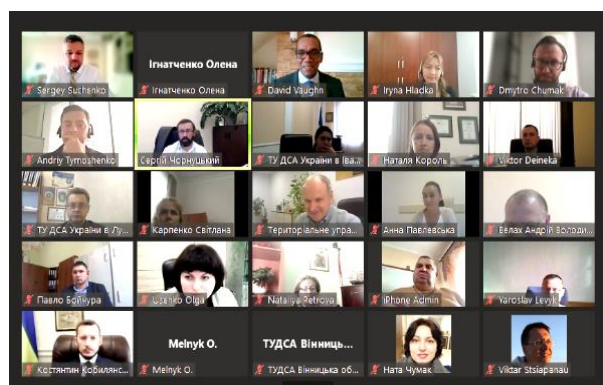 Sergey Suchenko
Ігнатченко Олена
Ігнатченко Олена
David Vaughn
Iryna Hladka
Dmytro Chumak
Andriy Tymoshenko
Сергій Чорнуцький
ТУ ДСА України в Іва...
Наталя Король
Viktor Deineka
ТУ ДСА України в Лу...
Карпенко Світлана
Територіальне упра...
Анна Павлевська
Велах Андрій Володи...
Павло Бойчура
Usenko Olga
Nataliya Petrova
iPhone Admin
Yaroslav Levyk
Костянтин Кобилянс...
Melnyk O.
Melnyk O.
ТУДСА Вінниць...
ТУДСА Вінницька об...
Ната Чумак
Viktar Stsiapanau